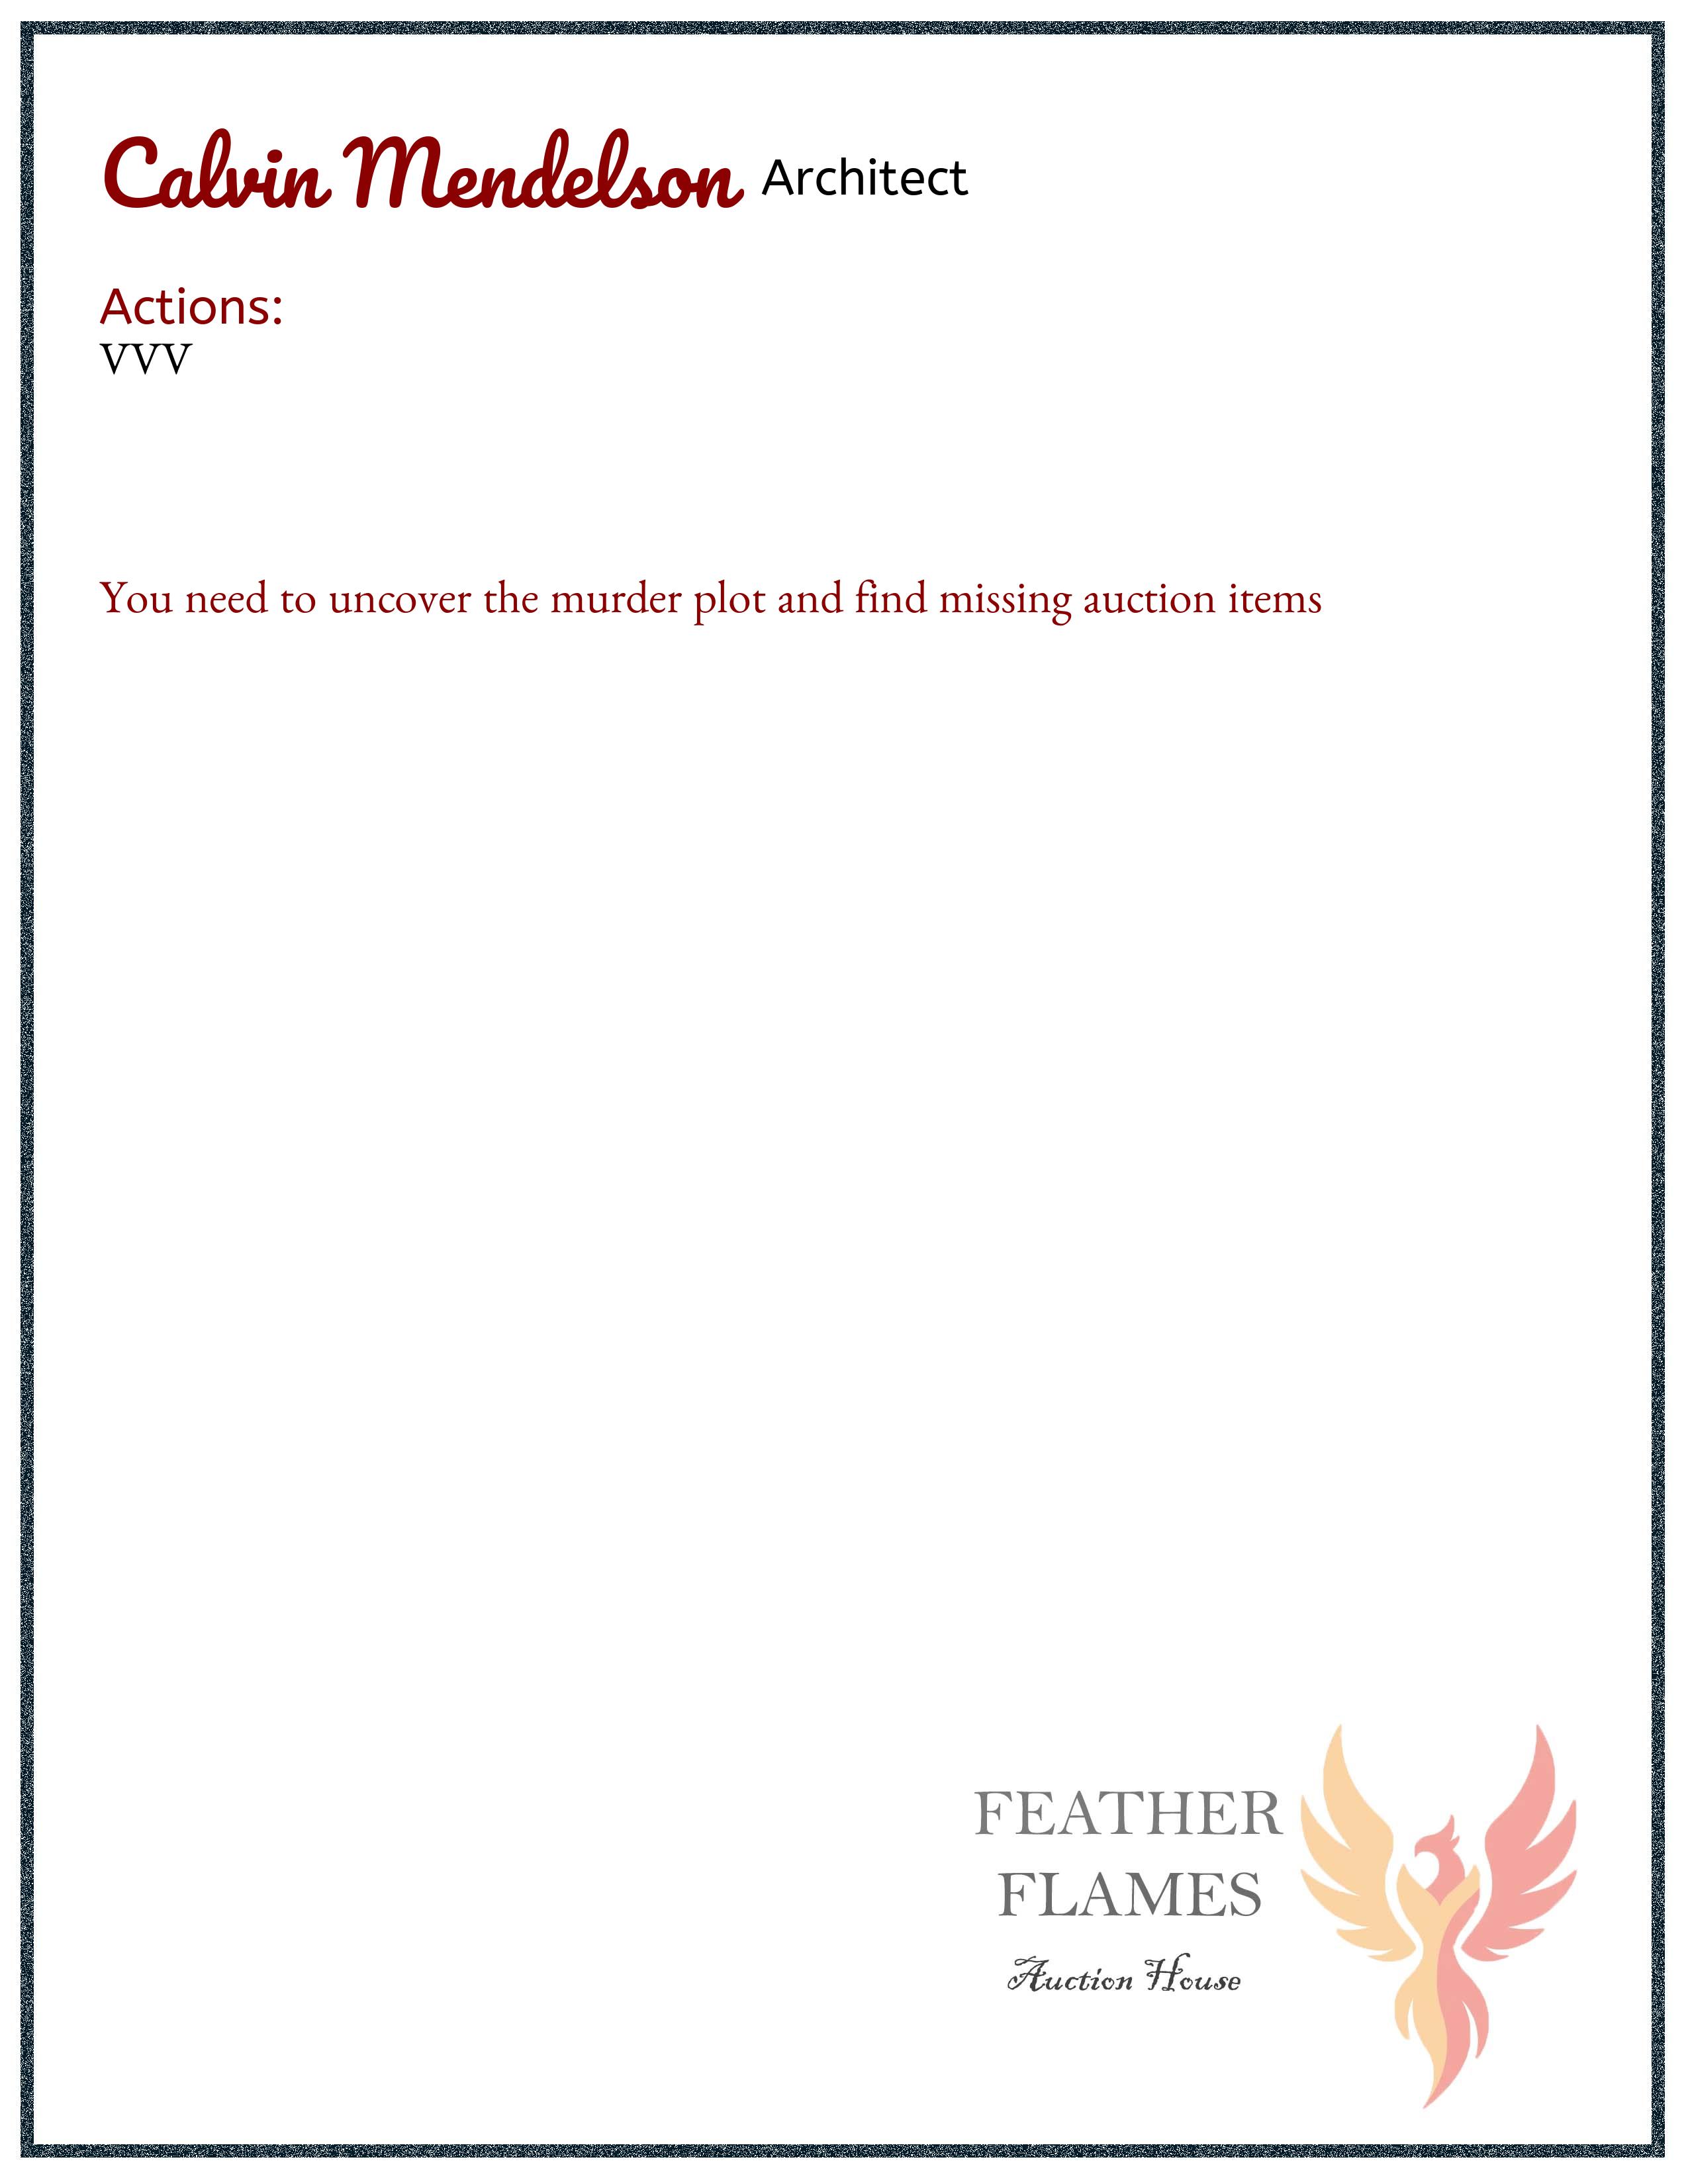 Calvin Mendelson Architect
Actions:
VVV
You need to uncover the murder plot and find missing auction items
FEATHER
FLAMES
Auction House